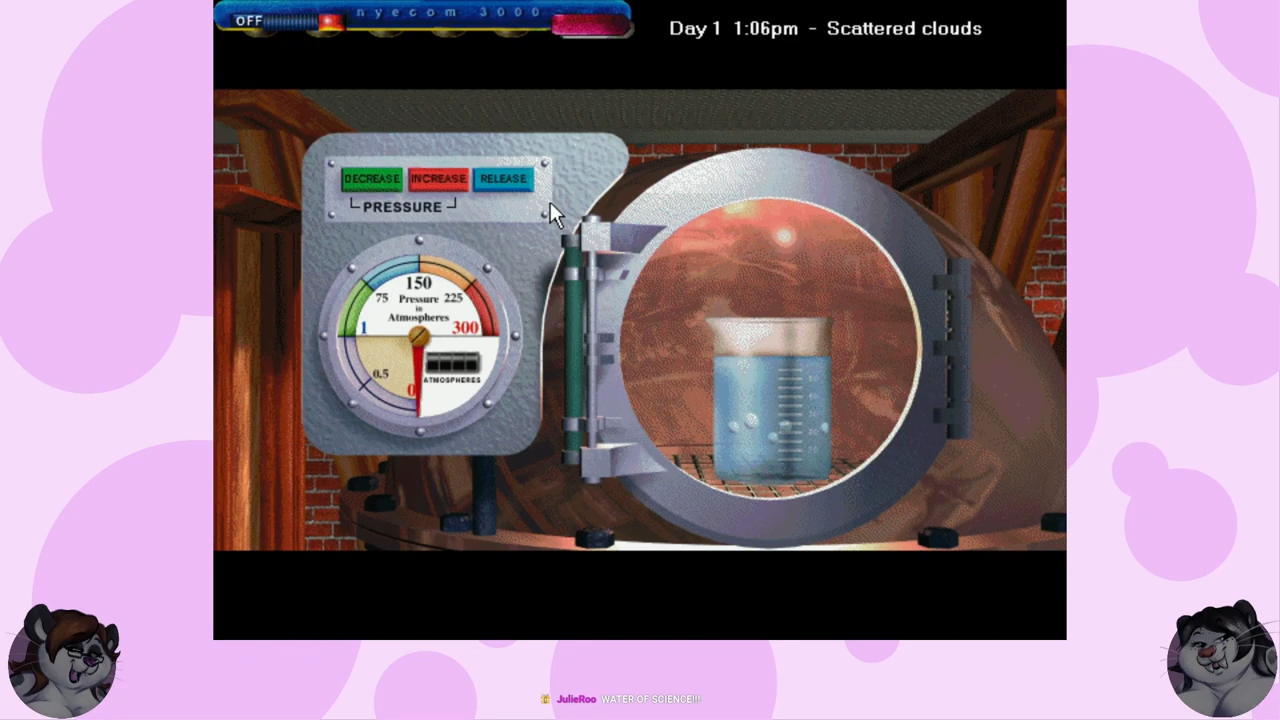 OFF
nyecom 3000
Day 1 1:06pm - Scattered clouds
DECREASE INCREASE RELEASE
PRESSURE
150
75 Pressure 225
in
Atmospheres
1 300
0.5
0
ATMOSPHERES
JulieRoo WATER OF SCIENCE!!!